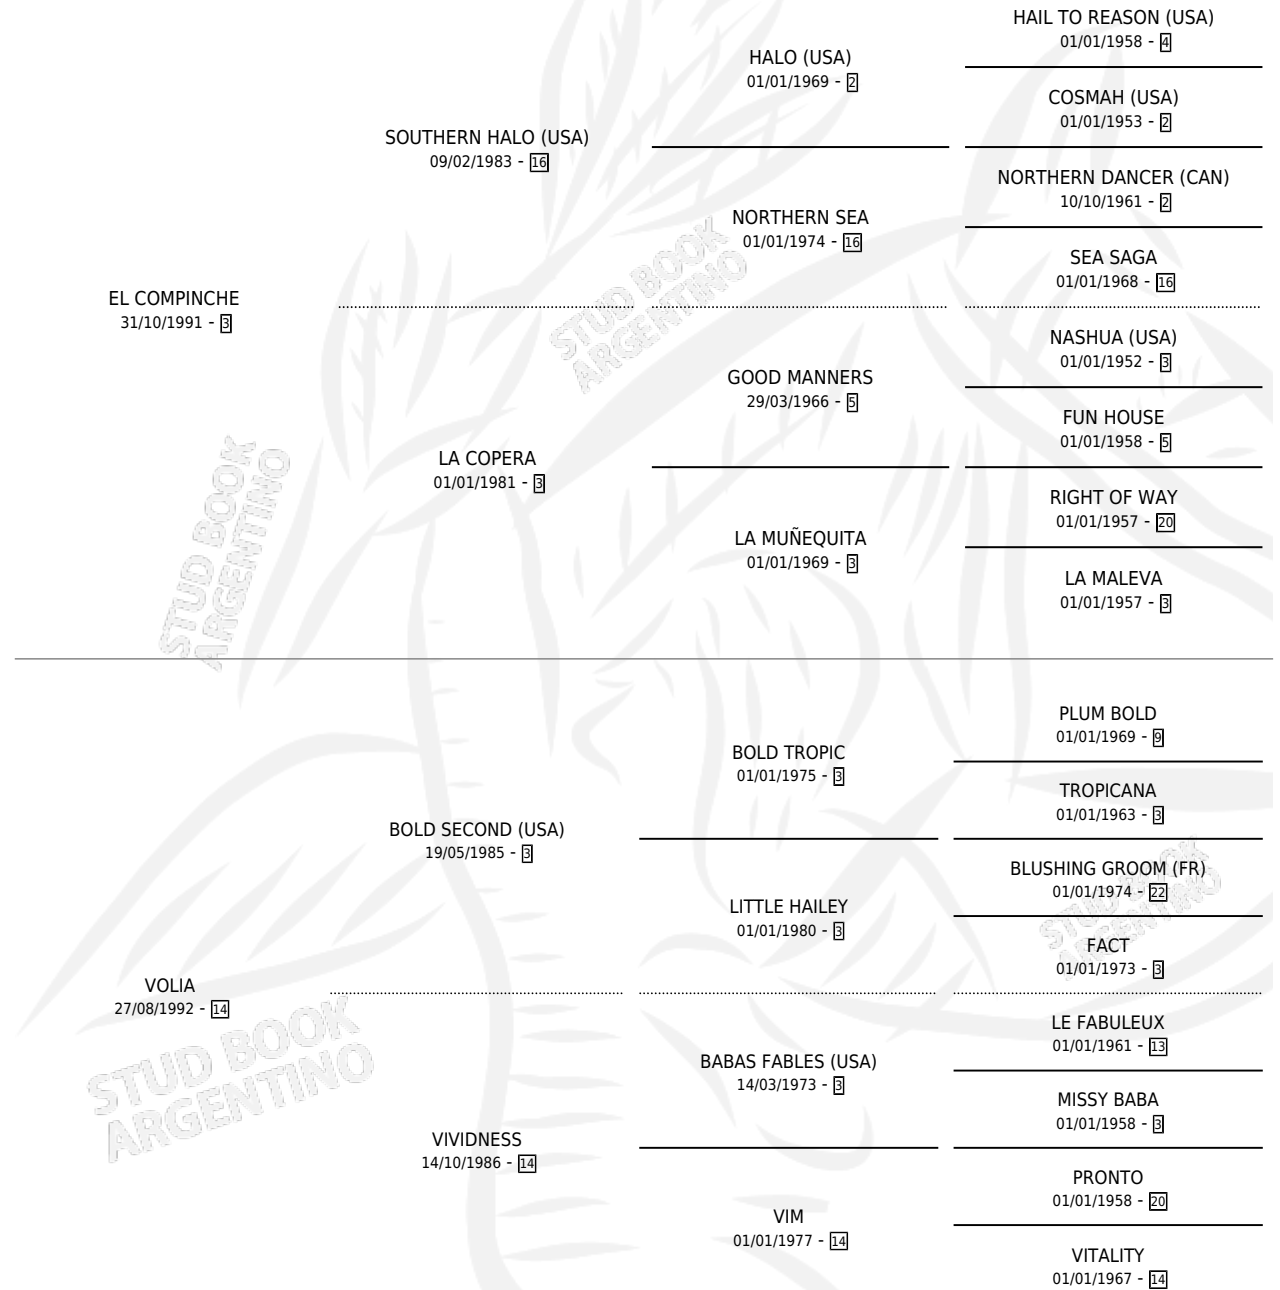 HAIL TO REASON (USA)
01/01/1958 - 4
HALO (USA)
01/01/1969 - 2
COSMAH (USA)
01/01/1953 - 2
SOUTHERN HALO (USA)
09/02/1983 - 16
NORTHERN DANCER (CAN)
10/10/1961 - 2
NORTHERN SEA
01/01/1974 - 16
SEA SAGA
01/01/1968 - 16
EL COMPINCHE
31/10/1991 - 3
NASHUA (USA)
01/01/1952 - 3
GOOD MANNERS
29/03/1966 - 5
FUN HOUSE
01/01/1958 - 5
LA COPERA
01/01/1981 - 3
RIGHT OF WAY
01/01/1957 - 20
LA MUÑEQUITA
01/01/1969 - 3
LA MALEVA
01/01/1957 - 3
PLUM BOLD
01/01/1969 - 9
BOLD TROPIC
01/01/1975 - 3
TROPICANA
01/01/1963 - 3
BOLD SECOND (USA)
19/05/1985 - 3
BLUSHING GROOM (FR)
01/01/1974 - 22
LITTLE HAILEY
01/01/1980 - 3
FACT
01/01/1973 - 3
VOLIA
27/08/1992 - 14
LE FABULEUX
01/01/1961 - 13
BABAS FABLES (USA)
14/03/1973 - 3
MISSY BABA
01/01/1958 - 3
VIVIDNESS
14/10/1986 - 14
PRONTO
01/01/1958 - 20
VIM
01/01/1977 - 14
VITALITY
01/01/1967 - 14
STUD BOOK
ARGENTINO
STUD BOOK
ARGENTINO
STUD BOOK
ARGENTINO
STUD BOOK
ARGENTINO